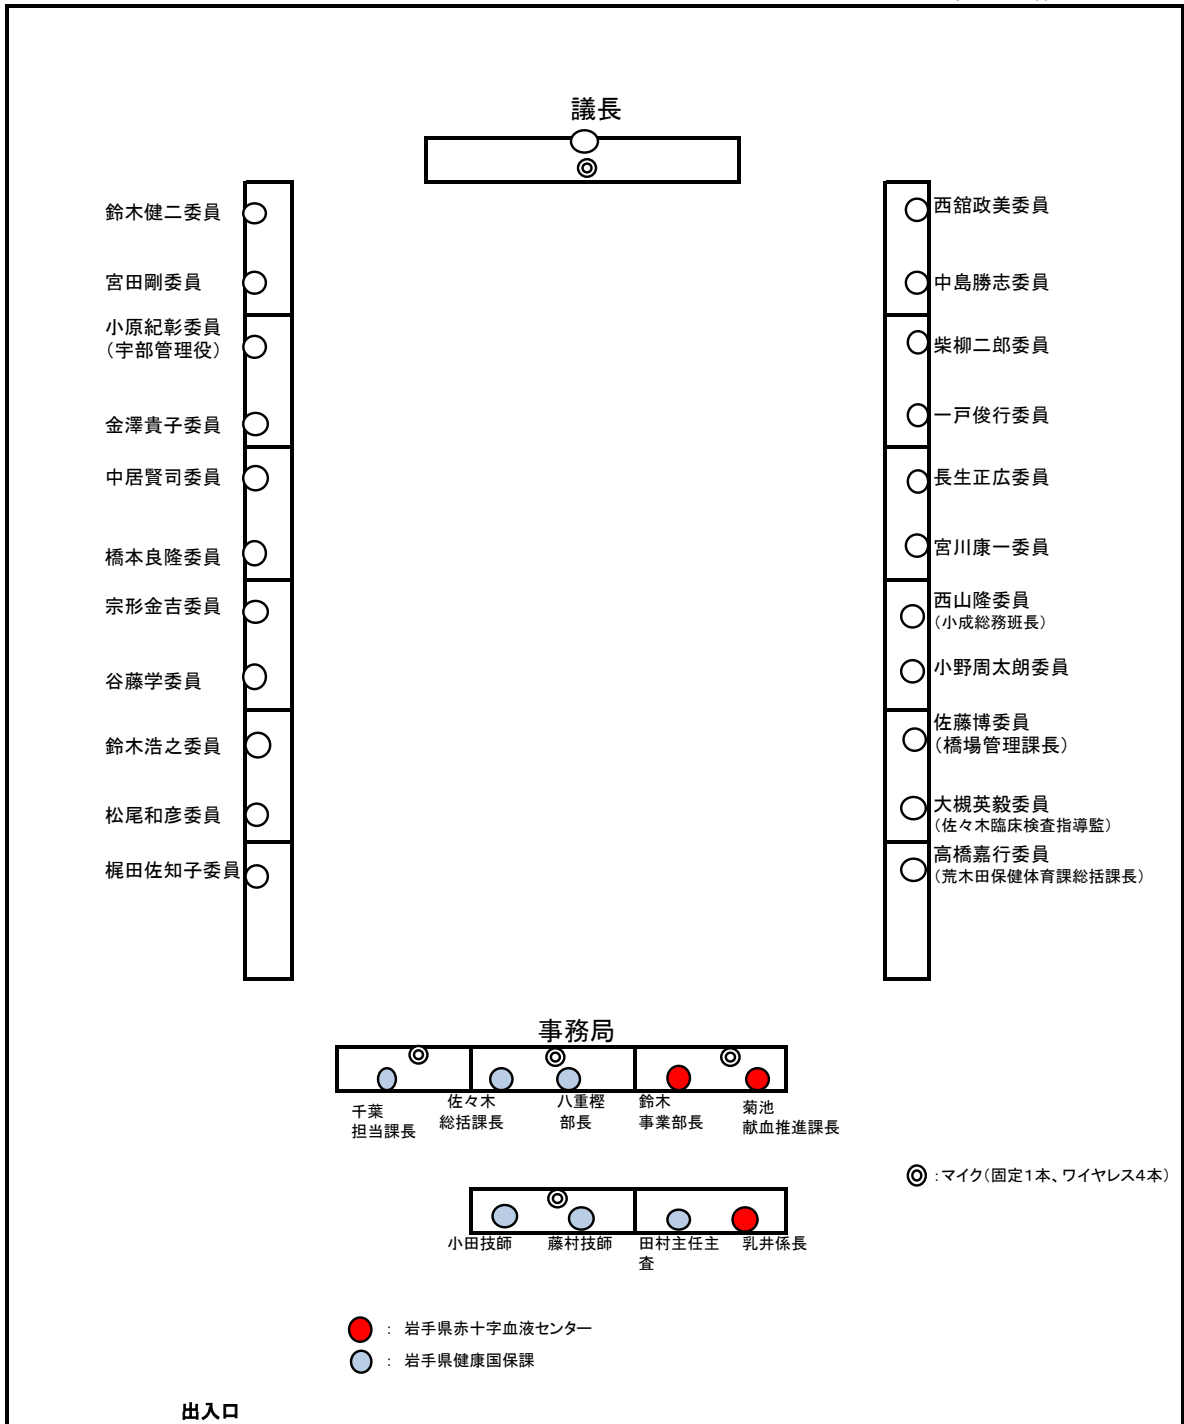 議長
鈴木健二委員
宮田剛委員
小原紀彰委員
（宇部管理役）
金澤貴子委員
中居賢司委員
橋本良隆委員
宗形金吉委員
谷藤学委員
鈴木浩之委員
松尾和彦委員
梶田佐知子委員
西舘政美委員
中島勝志委員
柴柳二郎委員
一戸俊行委員
長生正広委員
宮川康一委員
西山隆委員
（小成総務班長）
小野周太朗委員
佐藤博委員
（橋場管理課長）
大槻英毅委員
（佐々木臨床検査指導監）
高橋嘉行委員
（荒木田保健体育課総括課長）
事務局
千葉
担当課長
佐々木
総括課長
八重樫
部長
鈴木
事業部長
菊池
献血推進課長
◎：マイク（固定１本、ワイヤレス４本）
小田技師
藤村技師
田村主任主
査
乳井係長
： 岩手県赤十字血液センター
： 岩手県健康国保課
出入口